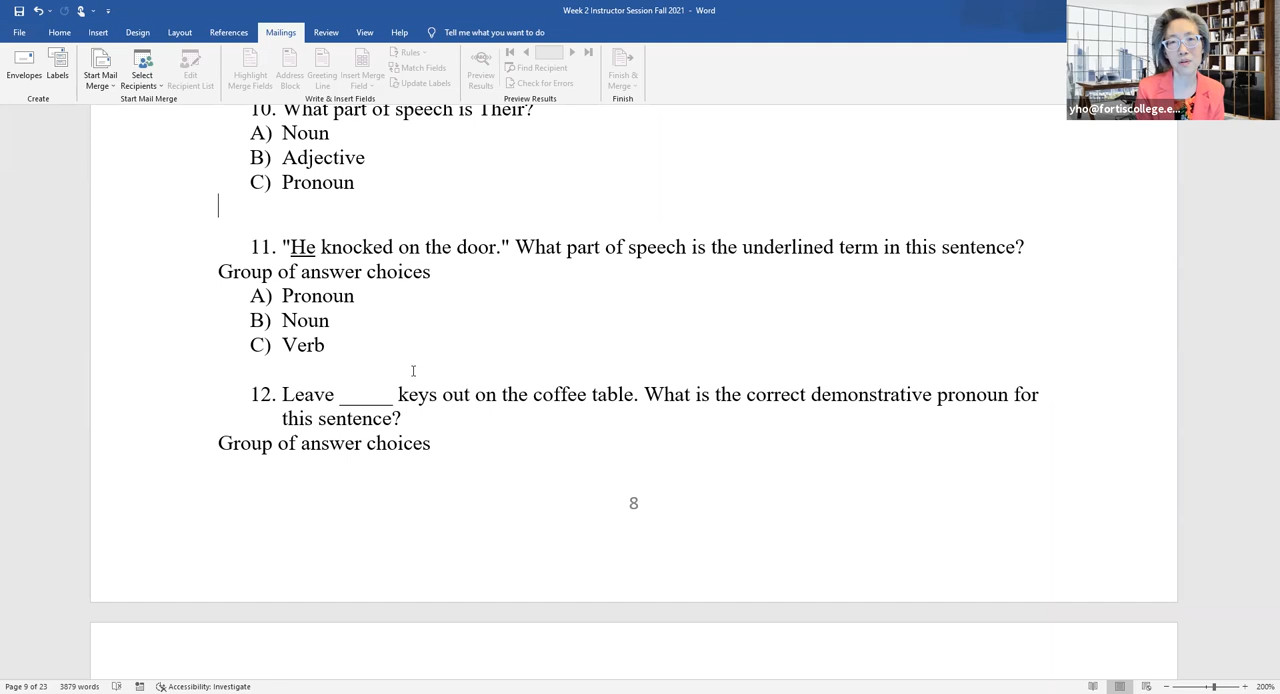 Week 2 Instructor Session Fall 2021 - Word
File Home Insert Design Layout References Mailings Review View Help Tell me what you want to do
Envelopes Labels Start Mail Merge Select Recipients Edit Recipient List Highlight Merge Fields Address Block Greeting Line Insert Merge Field Rules Match Fields Update Labels Preview Results Find Recipient Check for Errors Finish & Merge
Create Start Mail Merge Write & Insert Fields Preview Results Finish
yho@fortiscollege.e...
10. What part of speech is Their?
A) Noun
B) Adjective
C) Pronoun
11. "He knocked on the door." What part of speech is the underlined term in this sentence?
Group of answer choices
A) Pronoun
B) Noun
C) Verb
12. Leave _____ keys out on the coffee table. What is the correct demonstrative pronoun for
this sentence?
Group of answer choices
8
Page 9 of 23 3879 words Accessibility: Investigate 200%